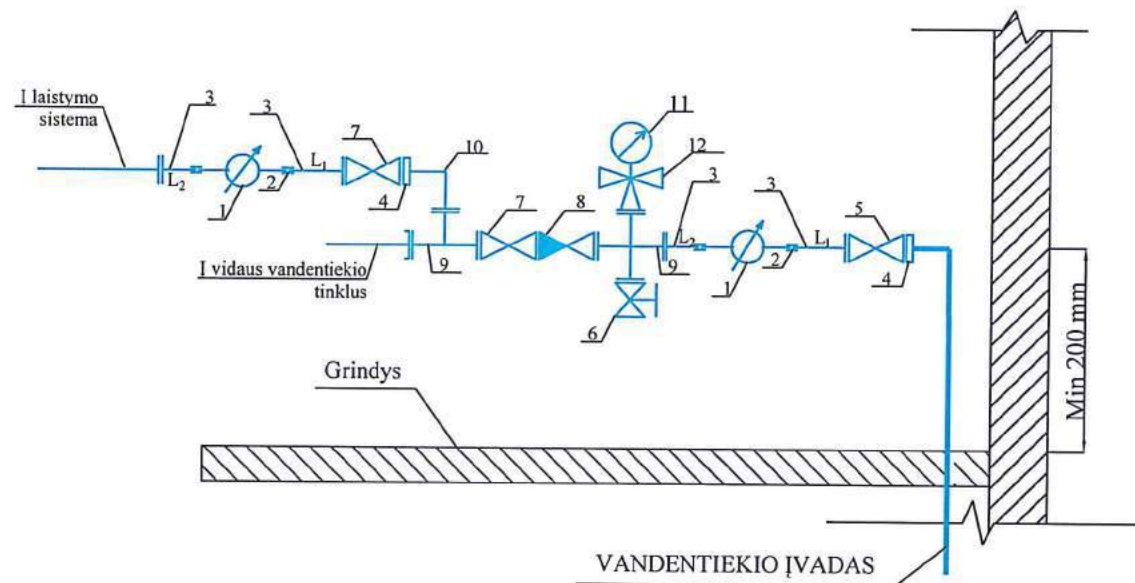 I laistymo
sistema
3
3
7
10
11
12
L₂
L₁
1
2
4
7
8
3
3
5
I vidaus vandentiekio
tinklus
9
9
L₂
L₁
1
2
4
6
Min 200 mm
Grindys
VANDENTIEKIO ĮVADAS